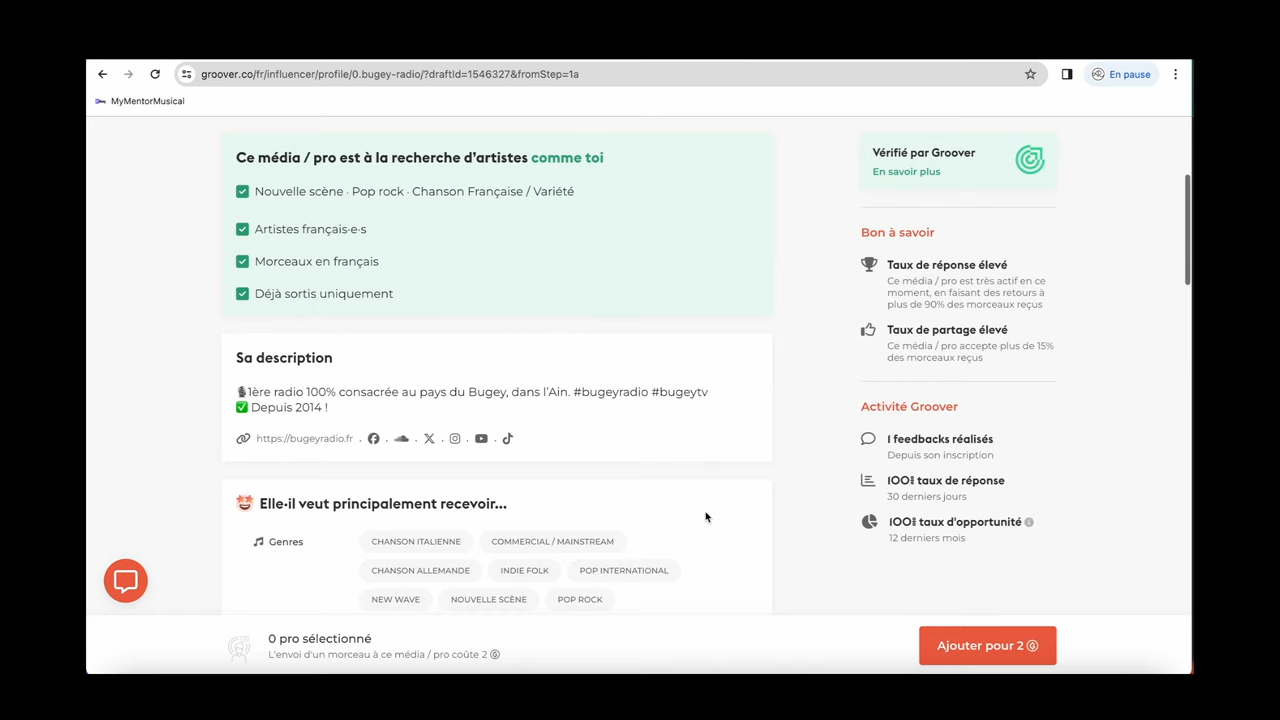 groover.co/fr/influencer/profile/0.bugey-radio/?draftId=1546327&fromStep=1a
En pause
MyMentorMusical
Ce média / pro est à la recherche d'artistes comme toi
Nouvelle scène · Pop rock · Chanson Française / Variété
Artistes français·e·s
Morceaux en français
Déjà sortis uniquement
Sa description
1ère radio 100% consacrée au pays du Bugey, dans l'Ain. #bugeyradio #bugeytv
Depuis 2014 !
https://bugeyradio.fr
Elle·il veut principalement recevoir...
Genres
CHANSON ITALIENNE
COMMERCIAL / MAINSTREAM
CHANSON ALLEMANDE
INDIE FOLK
POP INTERNATIONAL
NEW WAVE
NOUVELLE SCÈNE
POP ROCK
Vérifié par Groover
En savoir plus
Bon à savoir
Taux de réponse élevé
Ce média / pro est très actif en ce
moment, en faisant des retours à
plus de 90% des morceaux reçus
Taux de partage élevé
Ce média / pro accepte plus de 15%
des morceaux reçus
Activité Groover
1 feedbacks réalisés
Depuis son inscription
100% taux de réponse
30 derniers jours
100% taux d'opportunité
12 derniers mois
0 pro sélectionné
L'envoi d'un morceau à ce média / pro coûte 2
Ajouter pour 2